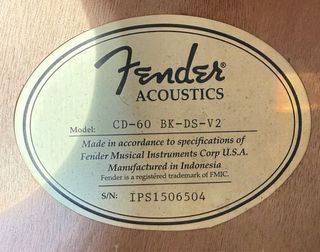 Fender
ACOUSTICS
Model: CD-60 BK-DS-V2
Made in accordance to specifications of
Fender Musical Instruments Corp U.S.A.
Manufactured in Indonesia
Fender is a registered trademark of FMIC.
S/N: IPS1506504